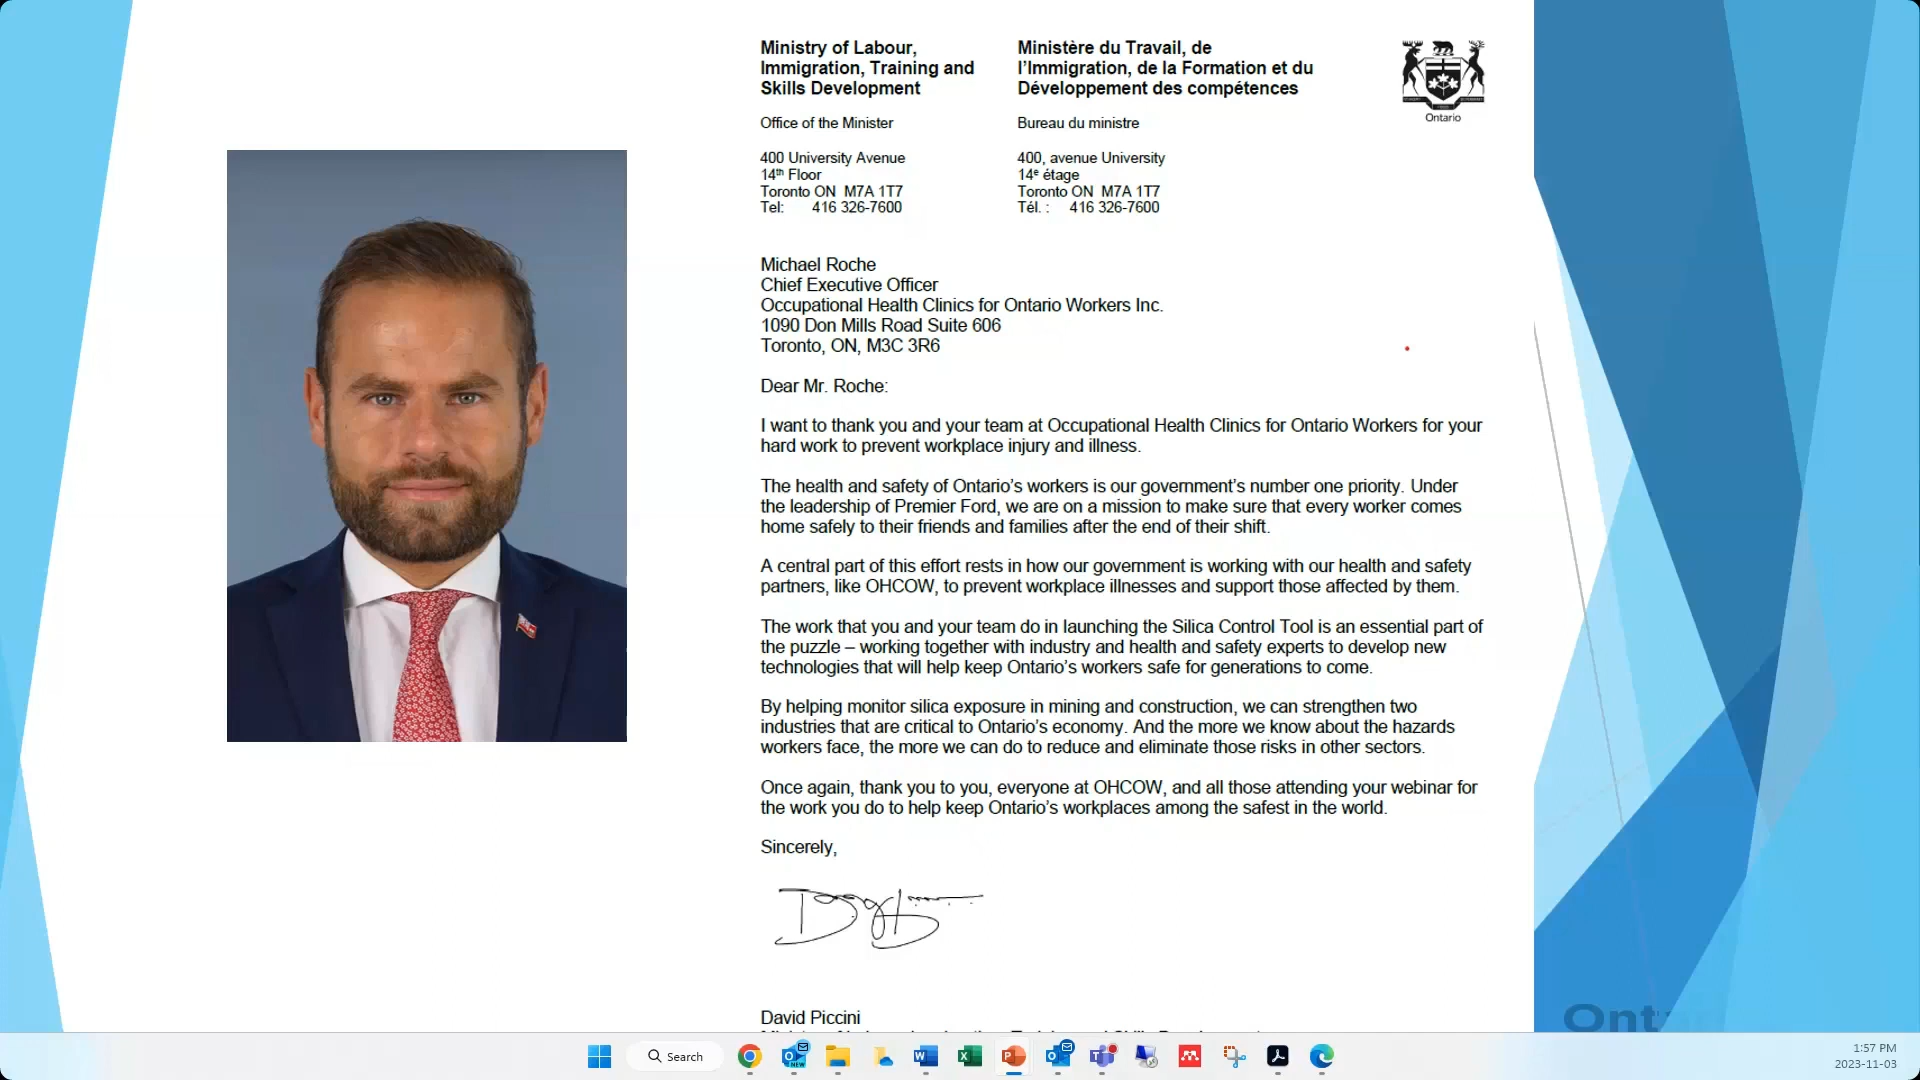 Ministry of Labour,
Immigration, Training and
Skills Development
Office of the Minister
400 University Avenue
14th Floor
Toronto ON M7A 1T7
Tel: 416 326-7600
Ministère du Travail, de
l'Immigration, de la Formation et du
Développement des compétences
Bureau du ministre
400, avenue University
14e étage
Toronto ON M7A 1T7
Tél. : 416 326-7600
Ontario
Michael Roche
Chief Executive Officer
Occupational Health Clinics for Ontario Workers Inc.
1090 Don Mills Road Suite 606
Toronto, ON, M3C 3R6
Dear Mr. Roche:
I want to thank you and your team at Occupational Health Clinics for Ontario Workers for your
hard work to prevent workplace injury and illness.
The health and safety of Ontario's workers is our government's number one priority. Under
the leadership of Premier Ford, we are on a mission to make sure that every worker comes
home safely to their friends and families after the end of their shift.
A central part of this effort rests in how our government is working with our health and safety
partners, like OHCOW, to prevent workplace illnesses and support those affected by them.
The work that you and your team do in launching the Silica Control Tool is an essential part of
the puzzle – working together with industry and health and safety experts to develop new
technologies that will help keep Ontario's workers safe for generations to come.
By helping monitor silica exposure in mining and construction, we can strengthen two
industries that are critical to Ontario's economy. And the more we know about the hazards
workers face, the more we can do to reduce and eliminate those risks in other sectors.
Once again, thank you to you, everyone at OHCOW, and all those attending your webinar for
the work you do to help keep Ontario's workplaces among the safest in the world.
Sincerely,
David Piccini
Search
1:57 PM
2023-11-03